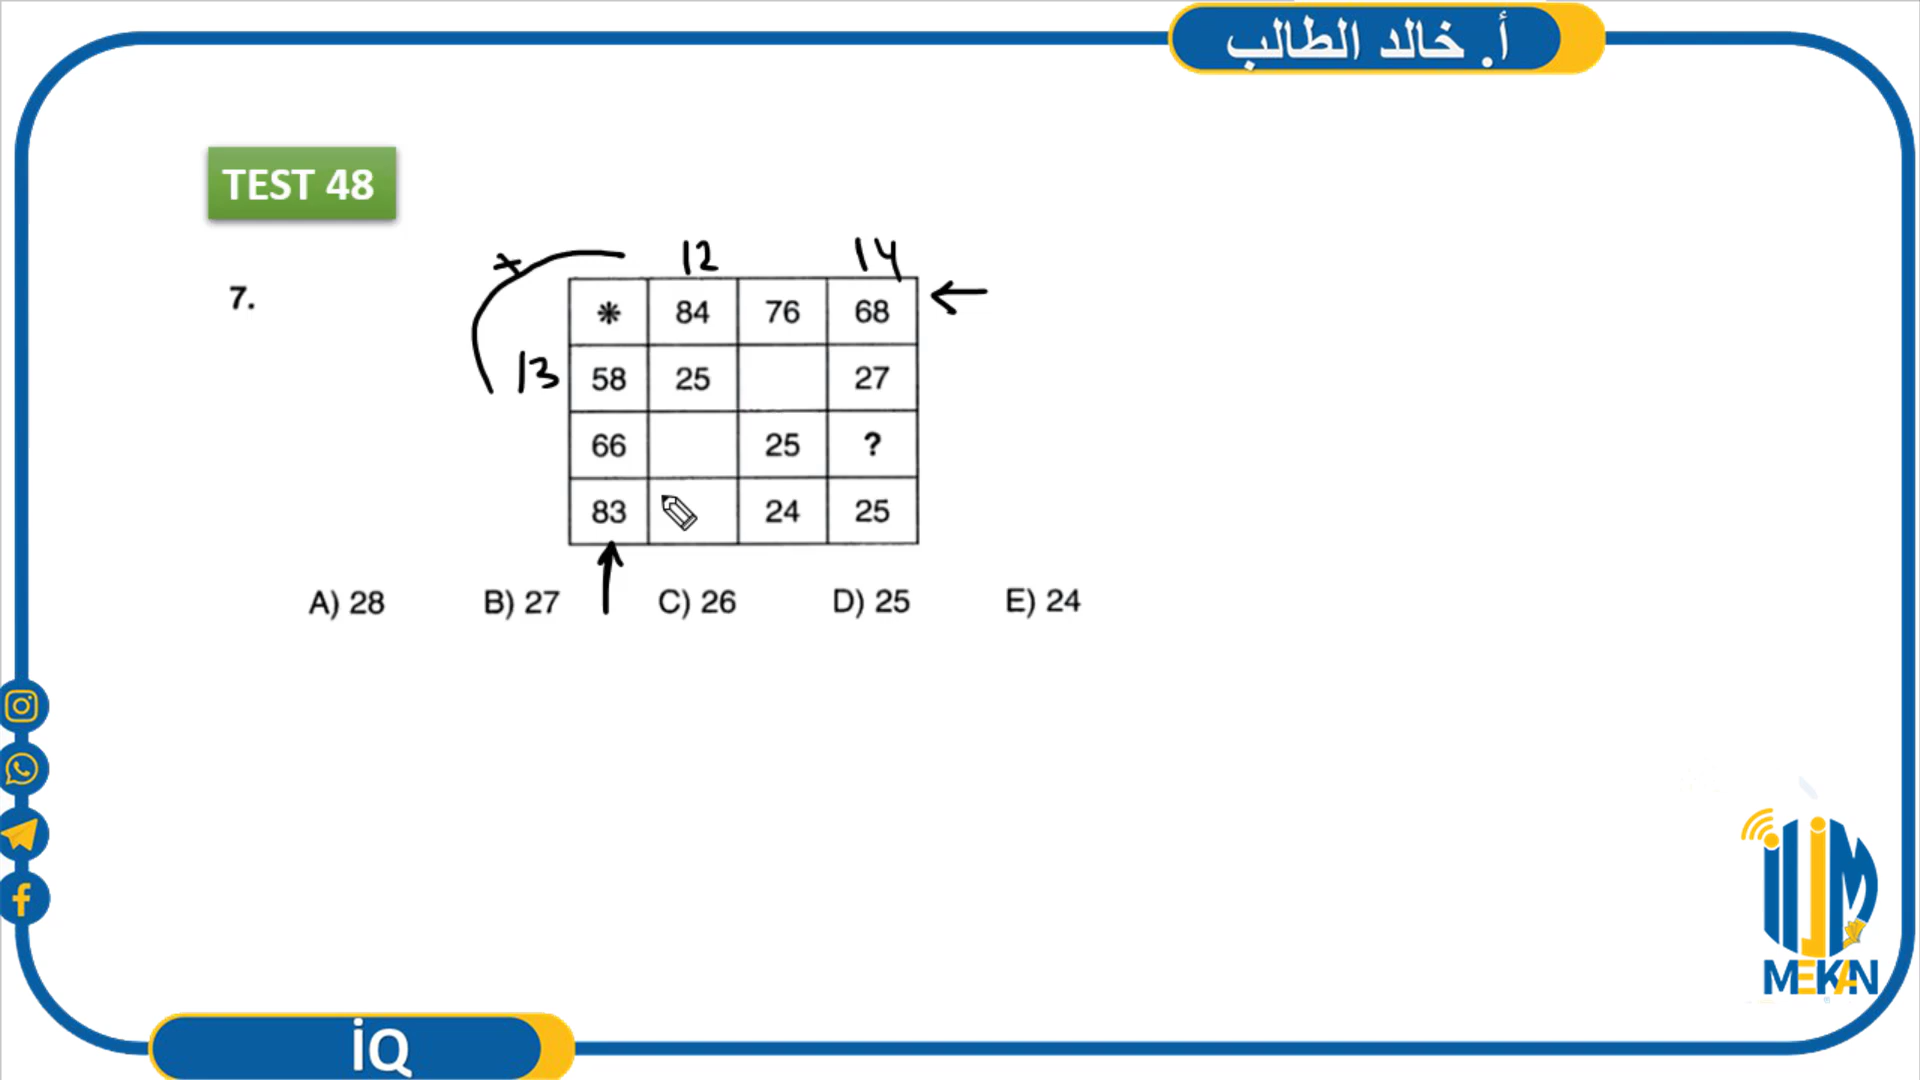 أ. خالد الطالب
TEST 48
7.
+ 12 14
* 84 76 68
13 58 25 27
66 25 ?
83 24 25
A) 28 B) 27 C) 26 D) 25 E) 24
MEKAN
İQ